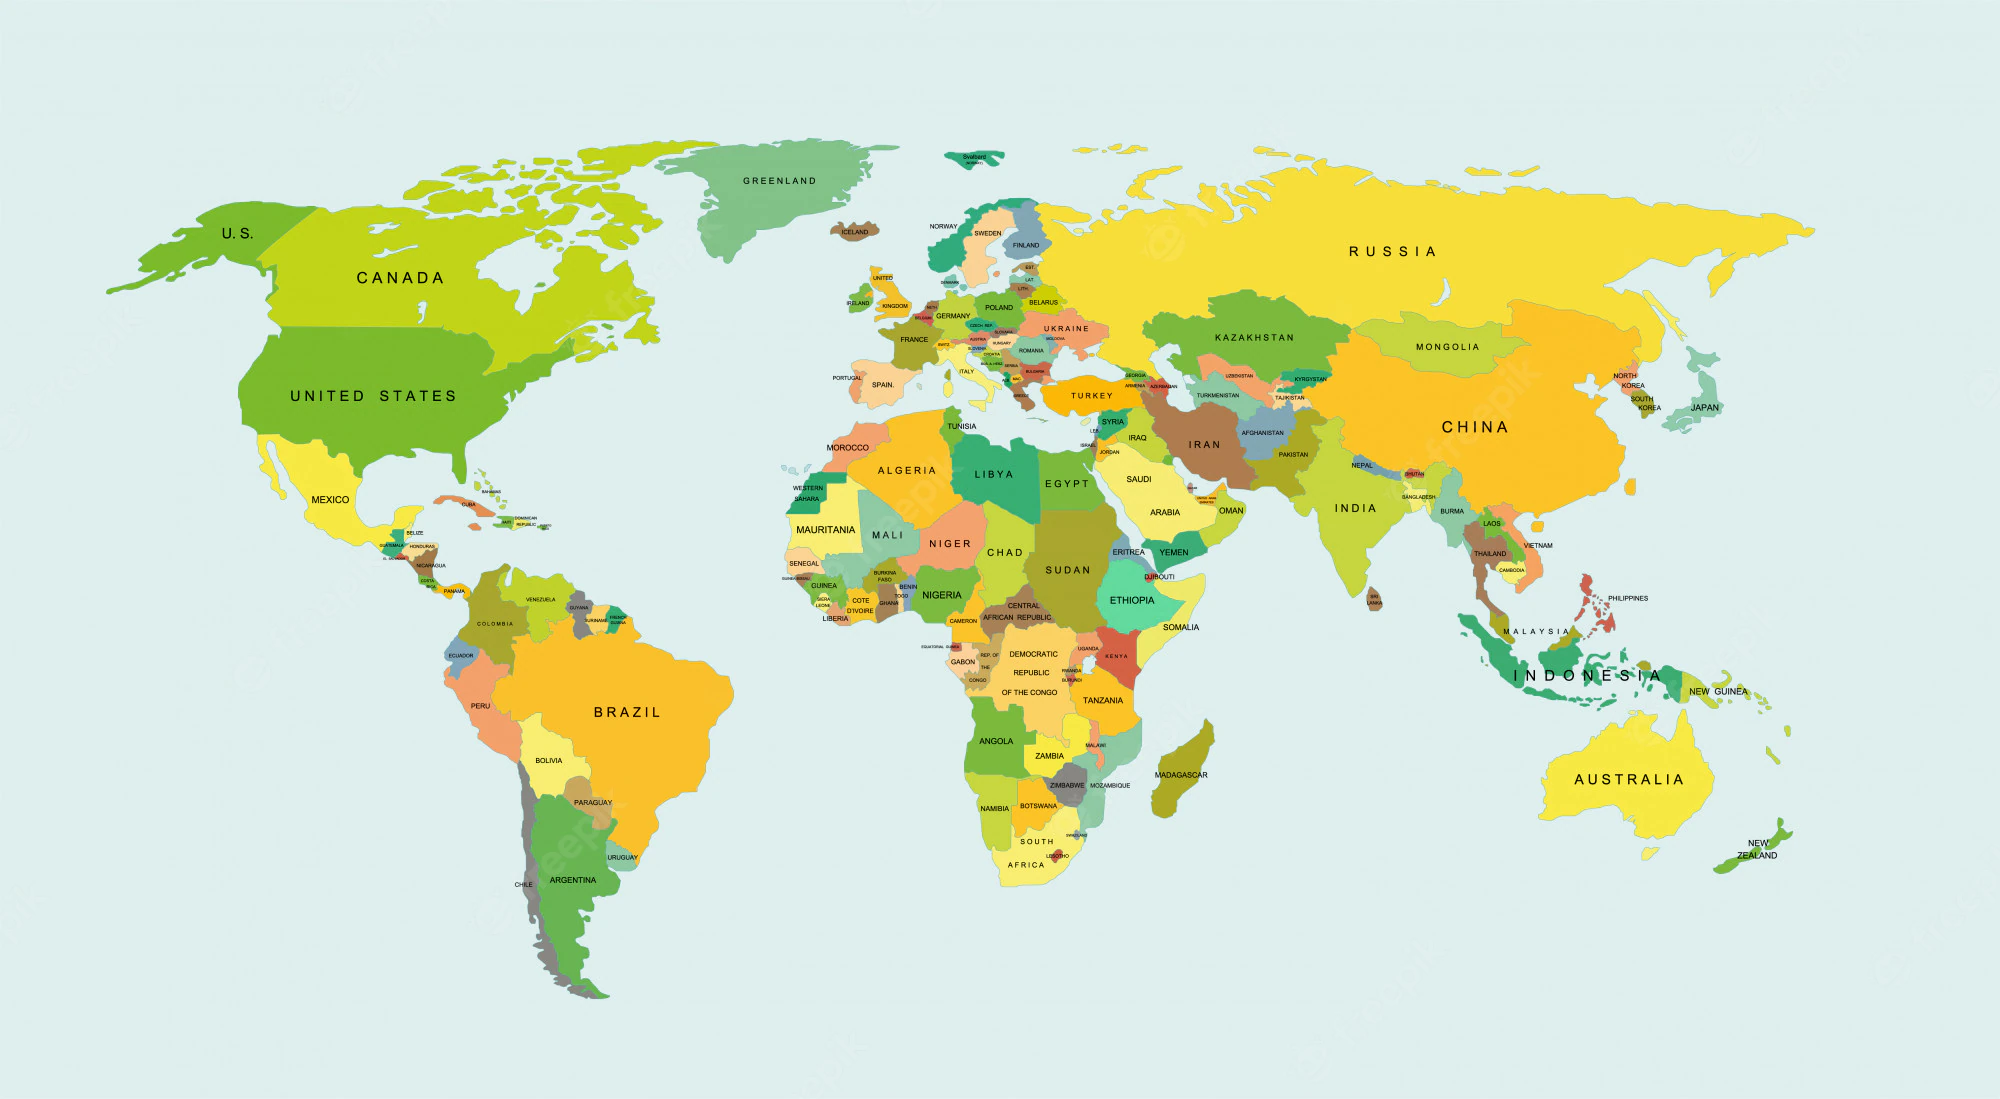 Svalbard
GREENLAND
U. S.
ICELAND
NORWAY
SWEDEN
FINLAND
RUSSIA
CANADA
EST.
LAT.
LITH.
DENMARK
UNITED
KINGDOM
IRELAND
NETH.
BELGIUM
GERMANY
POLAND
BELARUS
CZECH REP.
SLOVAKIA
UKRAINE
MOLDOVA
FRANCE
SWITZ.
AUSTRIA
HUNGARY
SLOVENIA
CROATIA
ROMANIA
SERBIA
BULGARIA
ITALY
ALB.
MAC.
GREECE
PORTUGAL
SPAIN.
KAZAKHSTAN
MONGOLIA
UNITED STATES
TURKEY
GEORGIA
ARMENIA
AZERBAIJAN
UZBEKISTAN
TURKMENISTAN
KYRGYSTAN
TAJIKISTAN
NORTH
KOREA
SOUTH
KOREA
JAPAN
CHINA
TUNISIA
MOROCCO
ALGERIA
LIBYA
EGYPT
SYRIA
LEB.
ISRAEL
JORDAN
IRAQ
IRAN
AFGHANISTAN
PAKISTAN
NEPAL
BHUTAN
BANGLADESH
INDIA
BURMA
LAOS
THAILAND
VIETNAM
CAMBODIA
SRI
LANKA
PHILIPPINES
MALAYSIA
INDONESIA
NEW GUINEA
SAUDI
ARABIA
QATAR
UNITED ARAB
EMIRATES
OMAN
YEMEN
MEXICO
BAHAMAS
CUBA
HAITI
DOMINICAN
REPUBLIC
PUERTO
RICO
BELIZE
GUATEMALA
HONDURAS
EL SALVADOR
NICARAGUA
COSTA
RICA
PANAMA
WESTERN
SAHARA
MAURITANIA
MALI
NIGER
CHAD
SUDAN
ERITREA
DJIBOUTI
ETHIOPIA
SOMALIA
SENEGAL
GUINEA-BISSAU
GUINEA
SIERA
LEONE
LIBERIA
COTE
D'IVOIRE
BURKINA
FASO
GHANA
TOGO
BENIN
NIGERIA
CAMERON
CENTRAL
AFRICAN REPUBLIC
EQUATORIAL GUINEA
GABON
REP. OF
THE
CONGO
DEMOCRATIC
REPUBLIC
OF THE CONGO
UGANDA
KENYA
RWANDA
BURUNDI
TANZANIA
VENEZUELA
GUYANA
SURINAME
FRENCH
GUIANA
COLOMBIA
ECUADOR
PERU
BRAZIL
BOLIVIA
PARAGUAY
URUGUAY
CHILE
ARGENTINA
ANGOLA
ZAMBIA
MALAWI
ZIMBABWE
MOZAMBIQUE
MADAGASCAR
NAMIBIA
BOTSWANA
SWAZILAND
SOUTH
AFRICA
LESOTHO
AUSTRALIA
NEW
ZEALAND
freepik